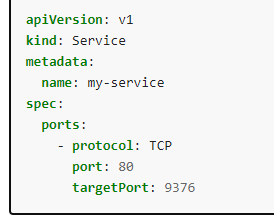 apiVersion: v1
kind: Service
metadata:
  name: my-service
spec:
  ports:
    - protocol: TCP
      port: 80
      targetPort: 9376